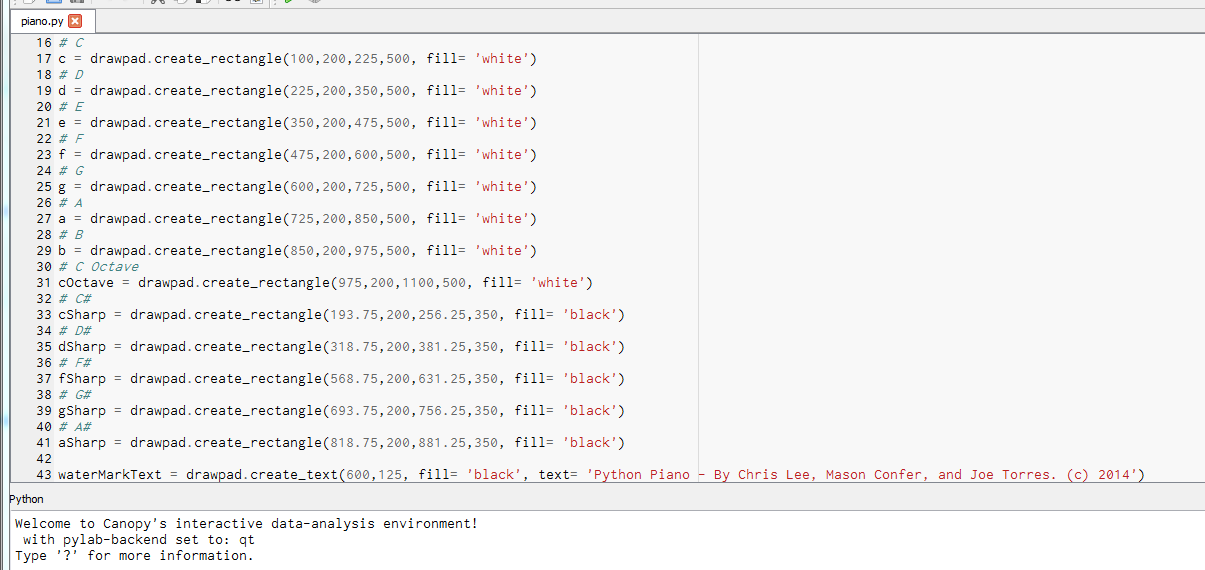 piano.py
16 # C
17 c = drawpad.create_rectangle(100,200,225,500, fill= 'white')
18 # D
19 d = drawpad.create_rectangle(225,200,350,500, fill= 'white')
20 # E
21 e = drawpad.create_rectangle(350,200,475,500, fill= 'white')
22 # F
23 f = drawpad.create_rectangle(475,200,600,500, fill= 'white')
24 # G
25 g = drawpad.create_rectangle(600,200,725,500, fill= 'white')
26 # A
27 a = drawpad.create_rectangle(725,200,850,500, fill= 'white')
28 # B
29 b = drawpad.create_rectangle(850,200,975,500, fill= 'white')
30 # C Octave
31 cOctave = drawpad.create_rectangle(975,200,1100,500, fill= 'white')
32 # C#
33 cSharp = drawpad.create_rectangle(193.75,200,256.25,350, fill= 'black')
34 # D#
35 dSharp = drawpad.create_rectangle(318.75,200,381.25,350, fill= 'black')
36 # F#
37 fSharp = drawpad.create_rectangle(568.75,200,631.25,350, fill= 'black')
38 # G#
39 gSharp = drawpad.create_rectangle(693.75,200,756.25,350, fill= 'black')
40 # A#
41 aSharp = drawpad.create_rectangle(818.75,200,881.25,350, fill= 'black')
42
43 waterMarkText = drawpad.create_text(600,125, fill= 'black', text= 'Python Piano - By Chris Lee, Mason Confer, and Joe Torres. (c) 2014')
Python
Welcome to Canopy's interactive data-analysis environment!
 with pylab-backend set to: qt
Type '?' for more information.